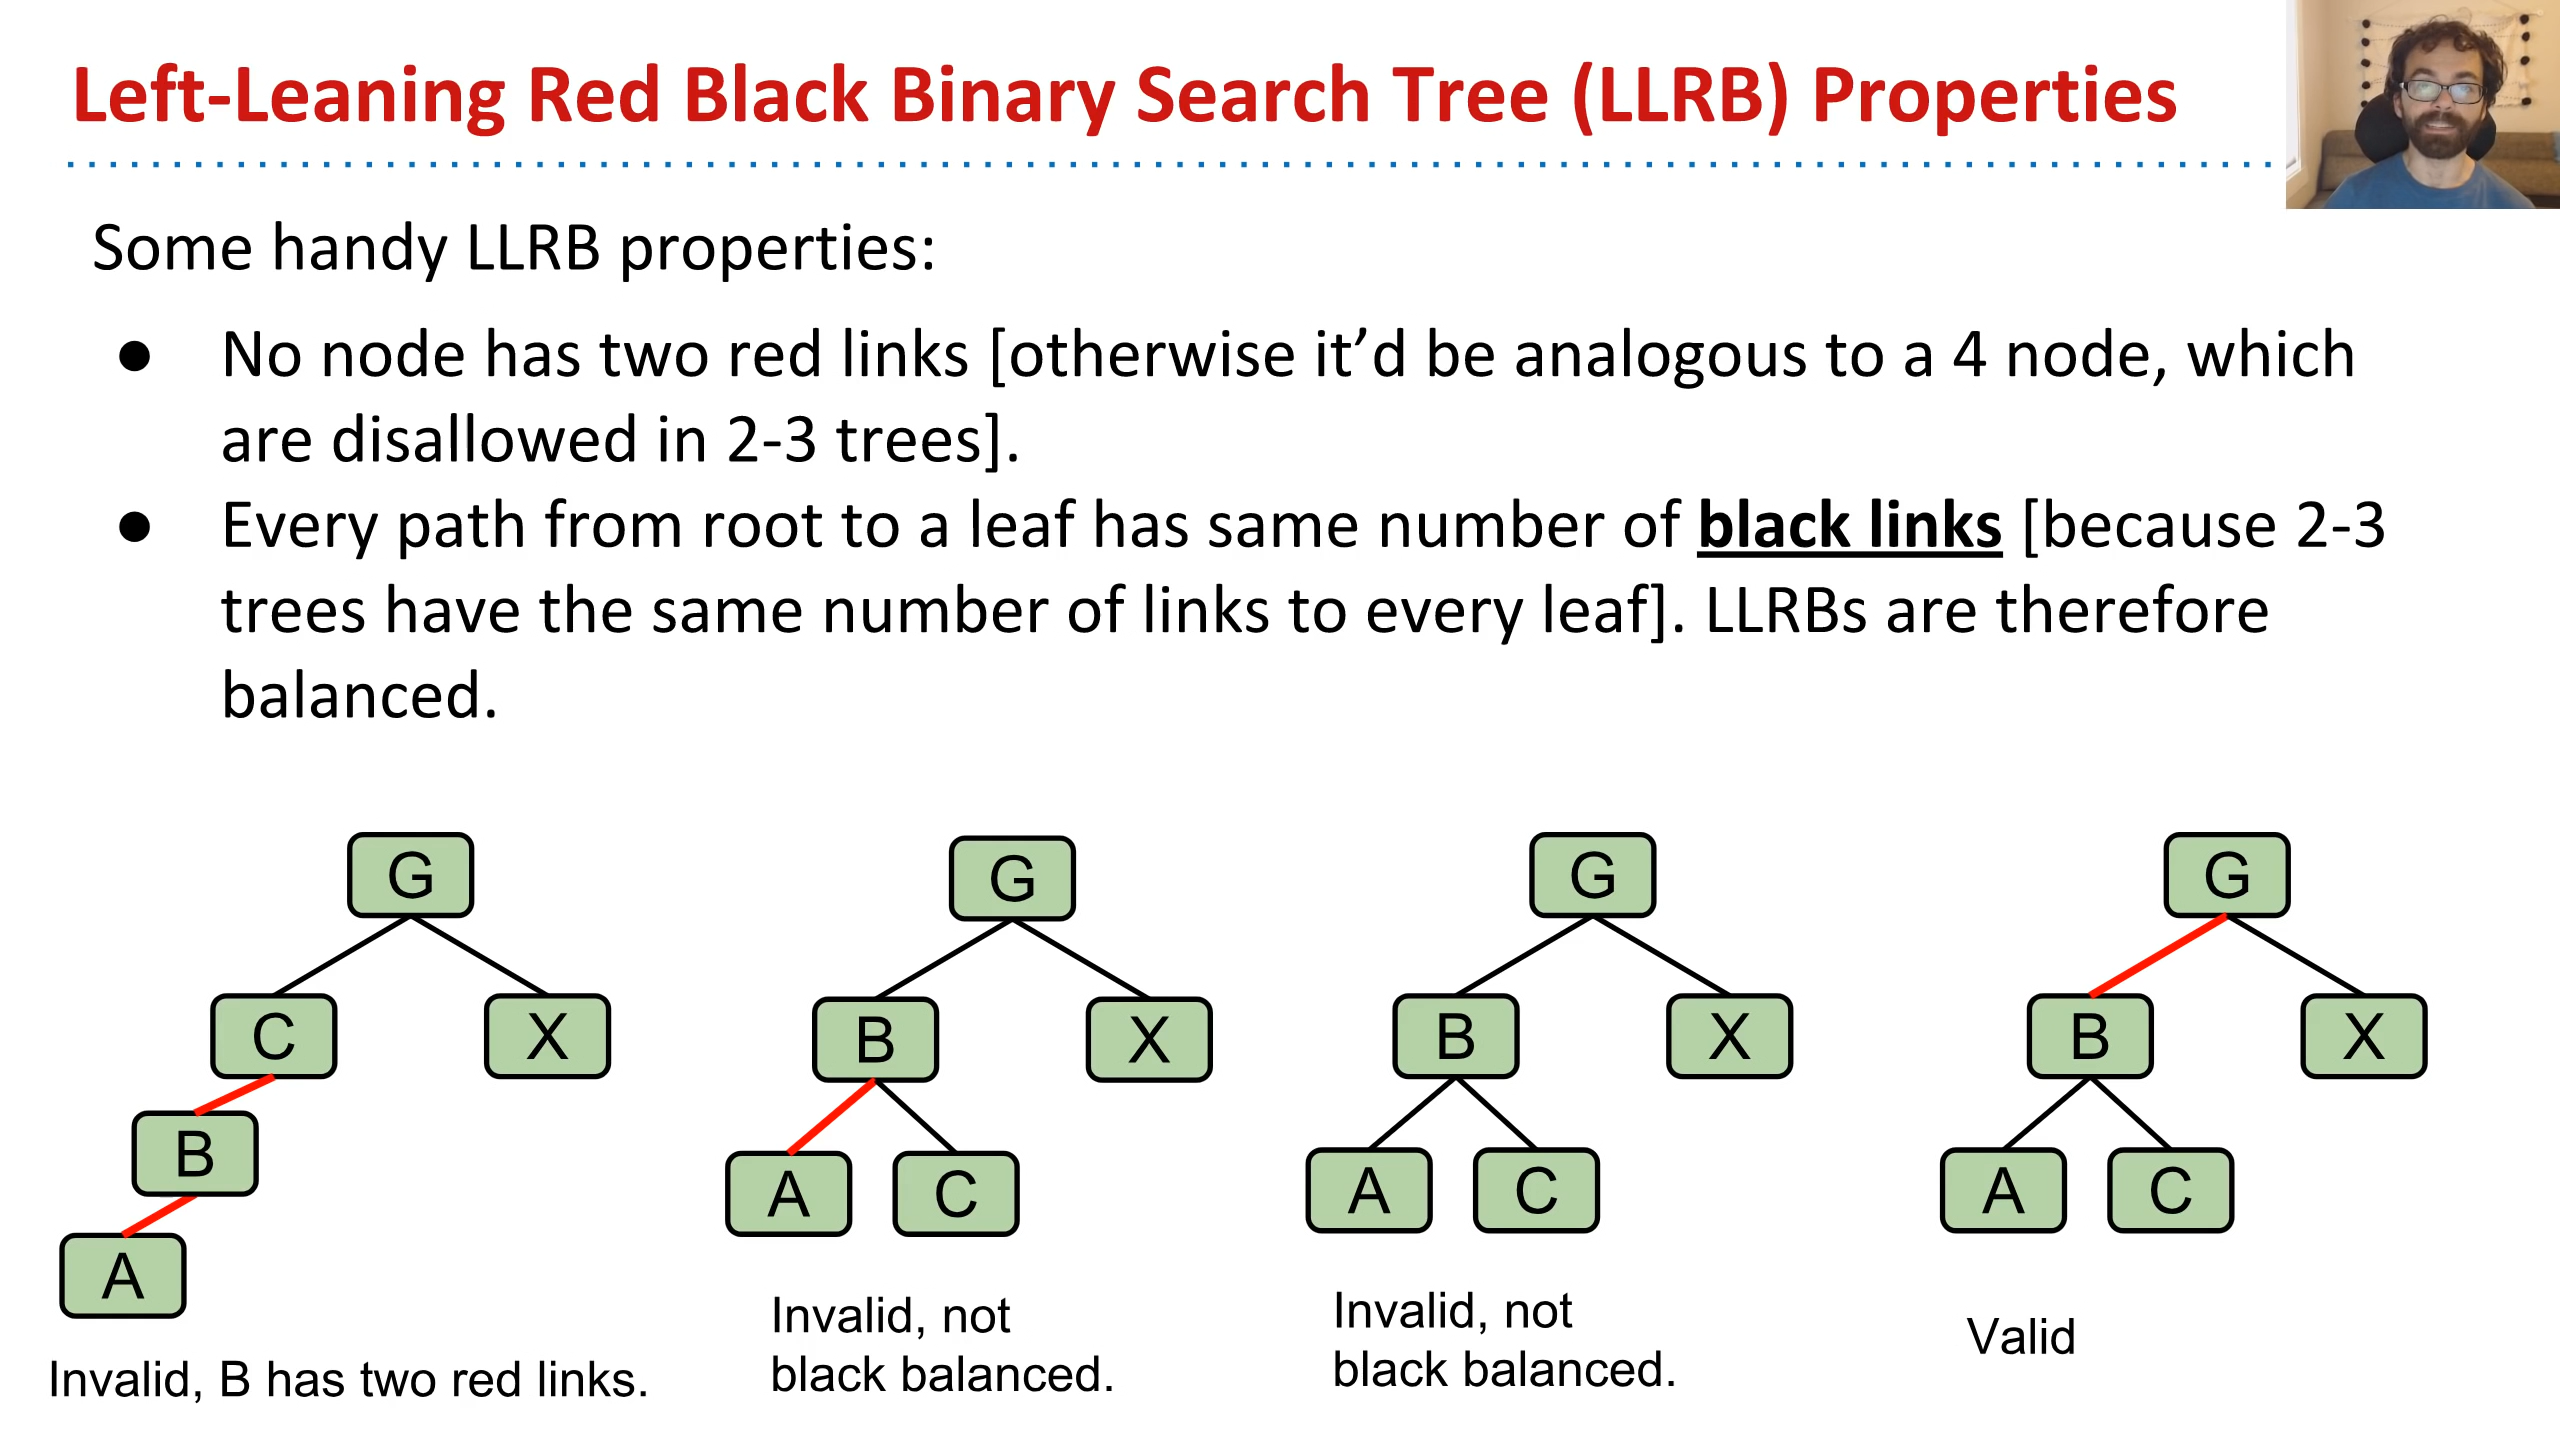 Left-Leaning Red Black Binary Search Tree (LLRB) Properties
Some handy LLRB properties:
● No node has two red links [otherwise it’d be analogous to a 4 node, which
are disallowed in 2-3 trees].
● Every path from root to a leaf has same number of black links [because 2-3
trees have the same number of links to every leaf]. LLRBs are therefore
balanced.
G
C X
B
A
Invalid, B has two red links.
G
B X
A C
Invalid, not
black balanced.
G
B X
A C
Invalid, not
black balanced.
G
B X
A C
Valid